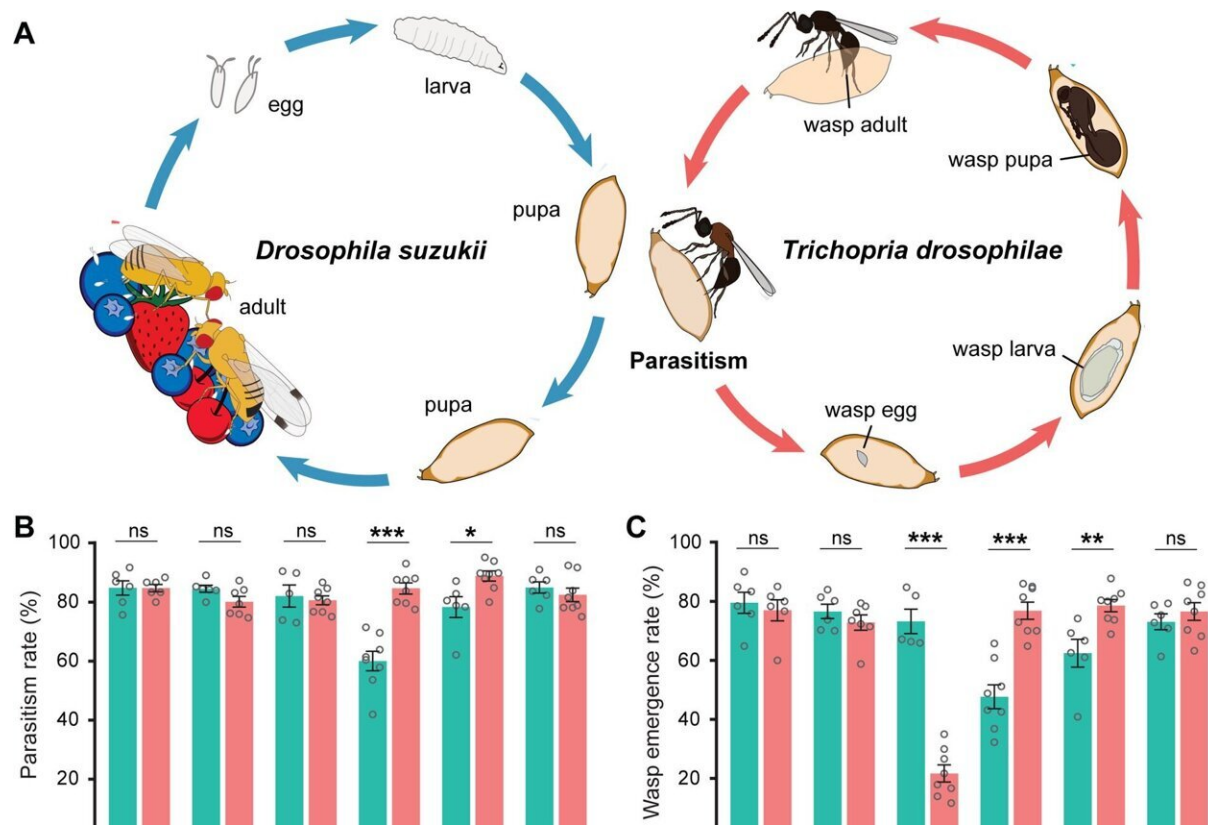 A
egg
larva
pupa
Drosophila suzukii
adult
pupa
wasp adult
wasp pupa
Trichopria drosophilae
Parasitism
wasp larva
wasp egg
B
Parasitism rate (%)
100
80
60
40
20
ns
ns
ns
***
*
ns
C
Wasp emergence rate (%)
100
80
60
40
20
ns
ns
***
***
**
ns